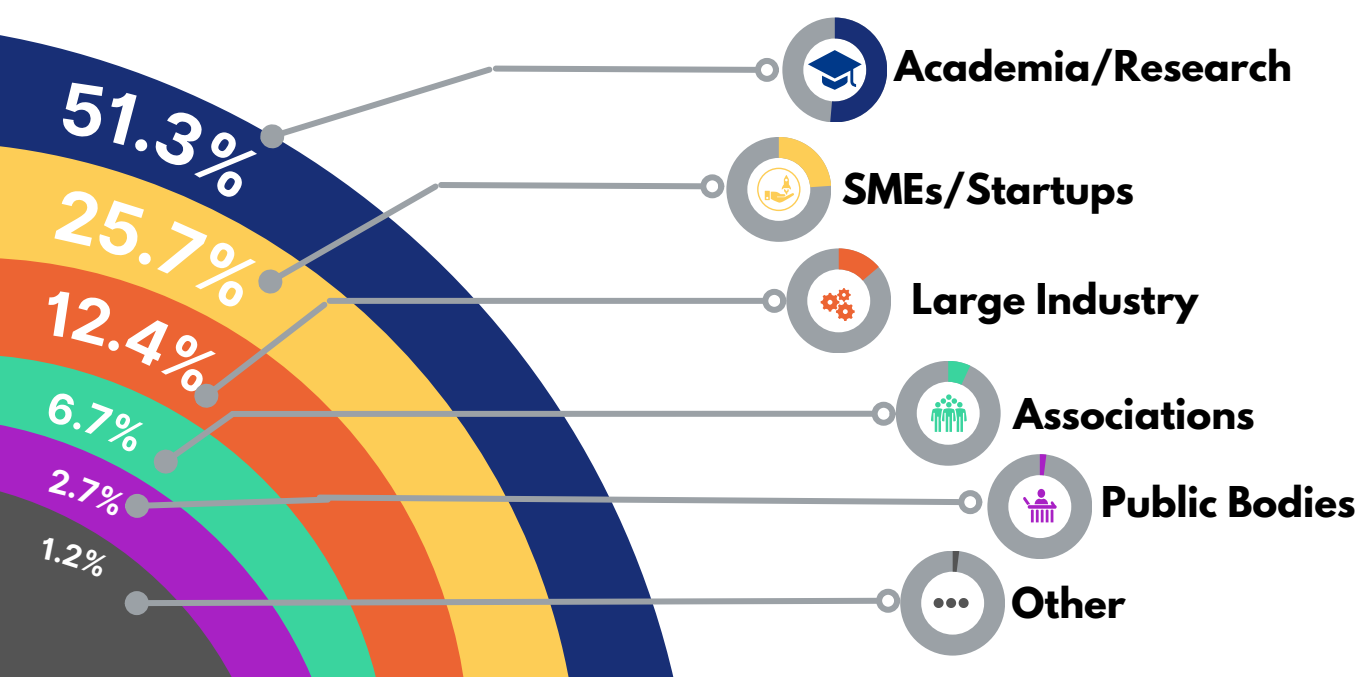 51.3%
Academia/Research
25.7%
SMEs/Startups
12.4%
Large Industry
6.7%
Associations
2.7%
Public Bodies
1.2%
Other